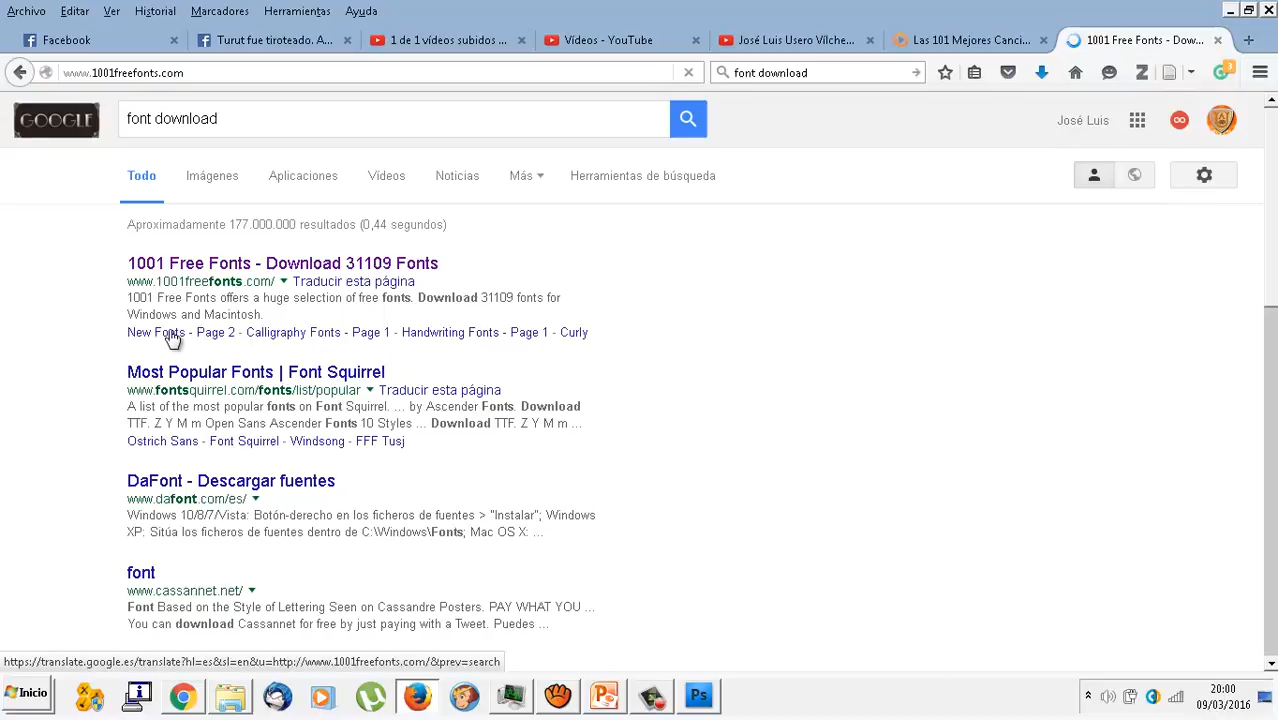 Archivo Editar Ver Historial Marcadores Herramientas Ayuda
Facebook Turut fue tiroteado. A... 1 de 1 vídeos subidos ... Vídeos - YouTube José Luis Usero Vílche... Las 101 Mejores Canci... 1001 Free Fonts - Dow...
www.1001freefonts.com font download 3
GOOGLE font download José Luis
Todo Imágenes Aplicaciones Vídeos Noticias Más Herramientas de búsqueda
Aproximadamente 177.000.000 resultados (0,44 segundos)
1001 Free Fonts - Download 31109 Fonts
www.1001freefonts.com/ Traducir esta página
1001 Free Fonts offers a huge selection of free fonts. Download 31109 fonts for
Windows and Macintosh.
New Fonts - Page 2 - Calligraphy Fonts - Page 1 - Handwriting Fonts - Page 1 - Curly
Most Popular Fonts | Font Squirrel
www.fontsquirrel.com/fonts/list/popular Traducir esta página
A list of the most popular fonts on Font Squirrel. ... by Ascender Fonts. Download
TTF. Z Y M m Open Sans Ascender Fonts 10 Styles ... Download TTF. Z Y M m ...
Ostrich Sans - Font Squirrel - Windsong - FFF Tusj
DaFont - Descargar fuentes
www.dafont.com/es/
Windows 10/8/7/Vista: Botón-derecho en los ficheros de fuentes > "Instalar"; Windows
XP: Sitúa los ficheros de fuentes dentro de C:\Windows\Fonts; Mac OS X: ...
font
www.cassannet.net/
Font Based on the Style of Lettering Seen on Cassandre Posters. PAY WHAT YOU ...
You can download Cassannet for free by just paying with a Tweet. Puedes ...
https://translate.google.es/translate?hl=es&sl=en&u=http://www.1001freefonts.com/&prev=search
Inicio Ps 20:00
09/03/2016